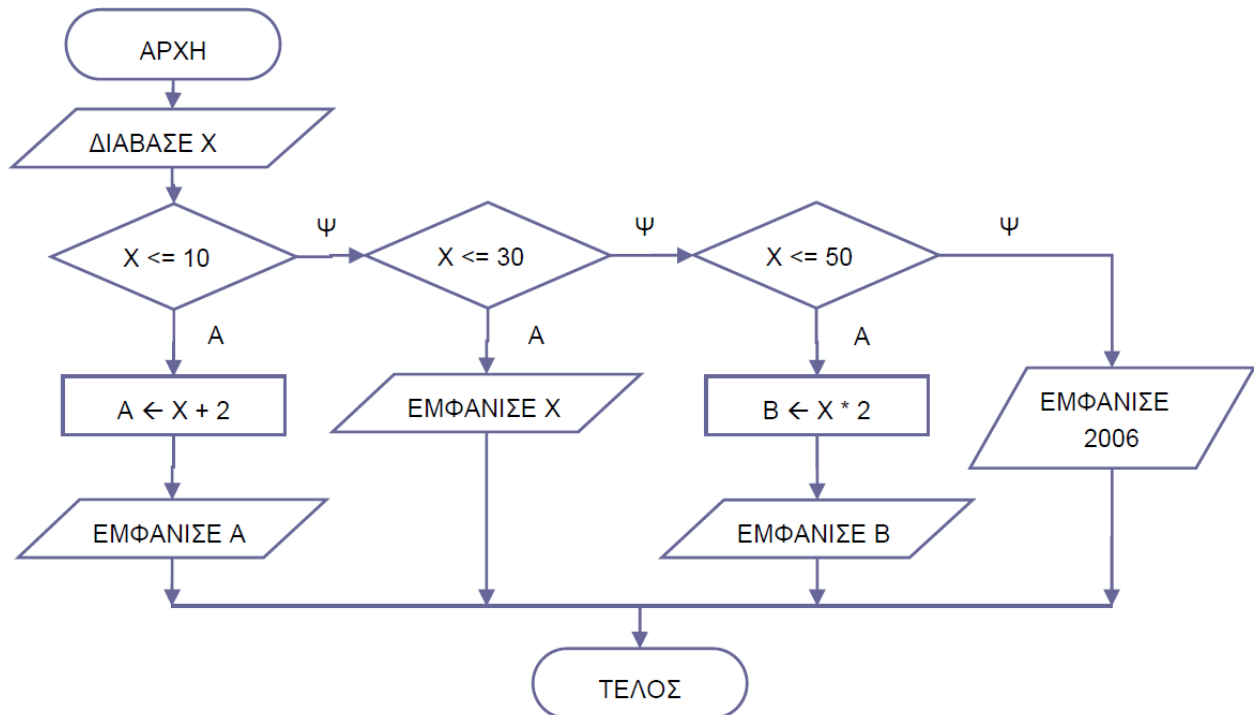 ΑΡΧΗ
ΔΙΑΒΑΣΕ Χ
Χ <= 10
Ψ
Χ <= 30
Ψ
Χ <= 50
Ψ
Α
Α
Α
Α ← Χ + 2
ΕΜΦΑΝΙΣΕ Χ
Β ← Χ * 2
ΕΜΦΑΝΙΣΕ
2006
ΕΜΦΑΝΙΣΕ Α
ΕΜΦΑΝΙΣΕ Β
ΤΕΛΟΣ